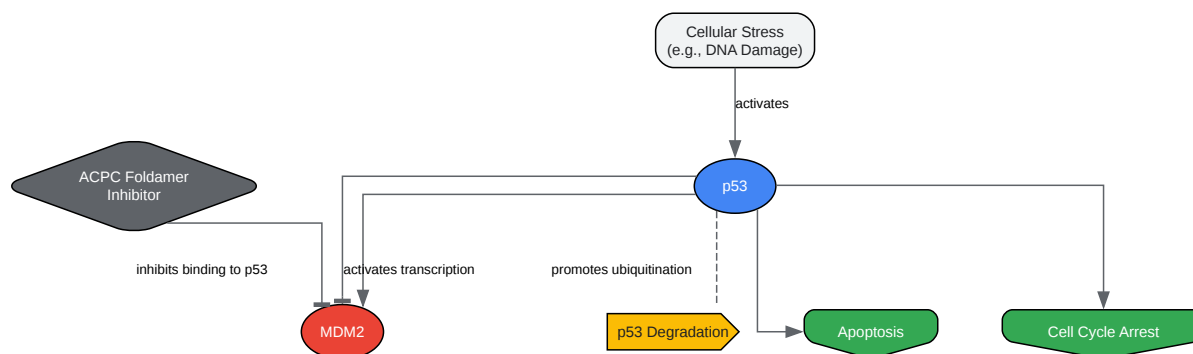 Cellular Stress
(e.g., DNA Damage)
activates
ACPC Foldamer
Inhibitor
p53
inhibits binding to p53
activates transcription
promotes ubiquitination
MDM2
p53 Degradation
Apoptosis
Cell Cycle Arrest